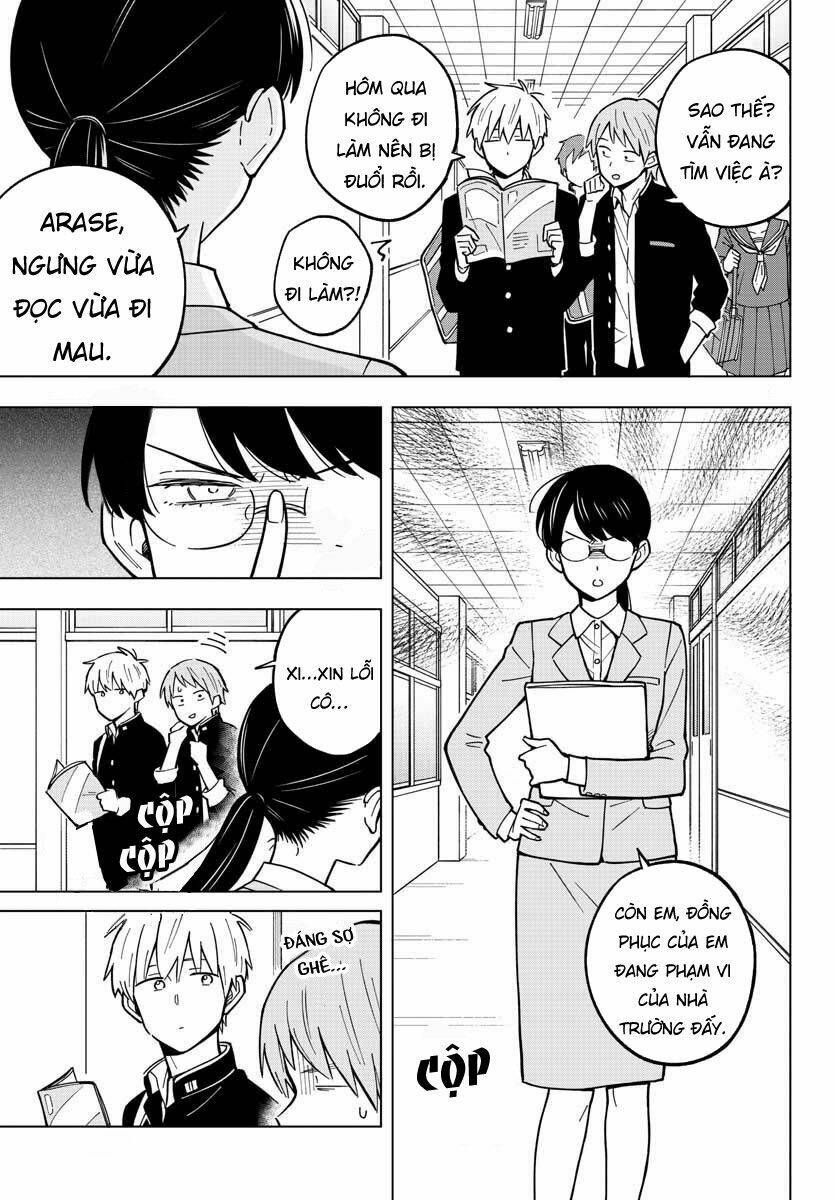 SAO THẾ?
VẪN ĐANG
TÌM VIỆC À?
HÔM QUA
KHÔNG ĐI
LÀM NÊN BỊ
ĐUỔI RỒI.
KHÔNG
ĐI LÀM?!
ARASE,
NGƯNG VỪA
ĐỌC VỪA ĐI
MAU.
CÒN EM, ĐỒNG
PHỤC CỦA EM
ĐANG PHẠM VI
CỦA NHÀ
TRƯỜNG ĐẤY.
CỘP
XI...XIN LỖI
CÔ...
CỘP
CỘP
ĐÁNG SỢ
GHÊ...